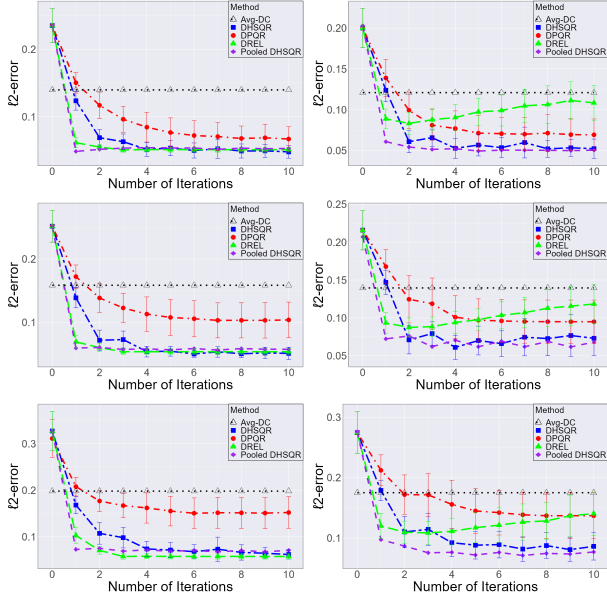 Method
Avg-DC
DHSQR
DPQR
DREL
Pooled DHSQR
0.2
0.1
ℓ2-error
0 2 4 6 8 10
Number of Iterations
Method
Avg-DC
DHSQR
DPQR
DREL
Pooled DHSQR
0.20
0.15
0.10
0.05
ℓ2-error
0 2 4 6 8 10
Number of Iterations
Method
Avg-DC
DHSQR
DPQR
DREL
Pooled DHSQR
0.2
0.1
ℓ2-error
0 2 4 6 8 10
Number of Iterations
Method
Avg-DC
DHSQR
DPQR
DREL
Pooled DHSQR
0.25
0.20
0.15
0.10
0.05
ℓ2-error
0 2 4 6 8 10
Number of Iterations
Method
Avg-DC
DHSQR
DPQR
DREL
Pooled DHSQR
0.3
0.2
0.1
ℓ2-error
0 2 4 6 8 10
Number of Iterations
Method
Avg-DC
DHSQR
DPQR
DREL
Pooled DHSQR
0.3
0.2
0.1
ℓ2-error
0 2 4 6 8 10
Number of Iterations